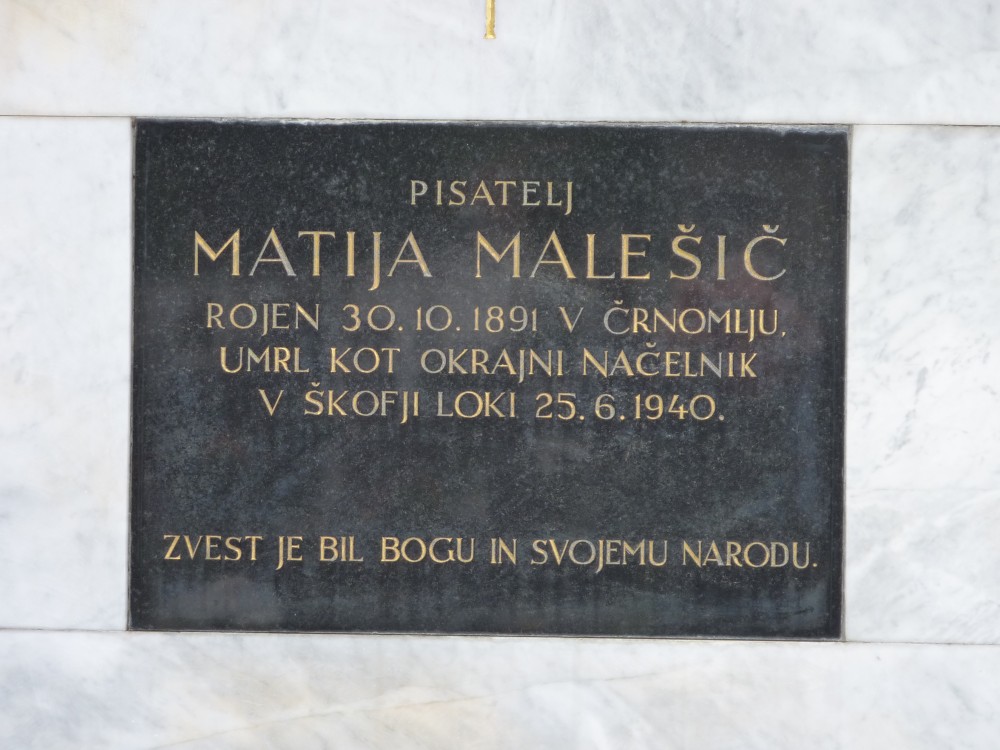 PISATELJ
MATIJA MALEŠIČ
ROJEN 30.10.1891 V ČRNOMLJU,
UMRL KOT OKRAJNI NAČELNIK
V ŠKOFJI LOKI 25.6.1940.
ZVEST JE BIL BOGU IN SVOJEMU NARODU.